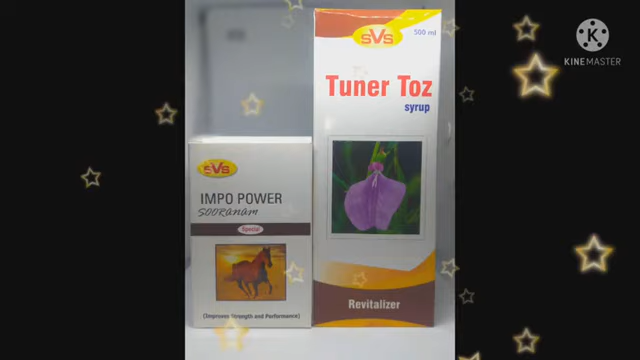 SVS
500 ml
Tuner Toz
syrup
Revitalizer
SVS
IMPO POWER
SOORANAM
Special
(Improves Strength and Performance)
KINEMASTER